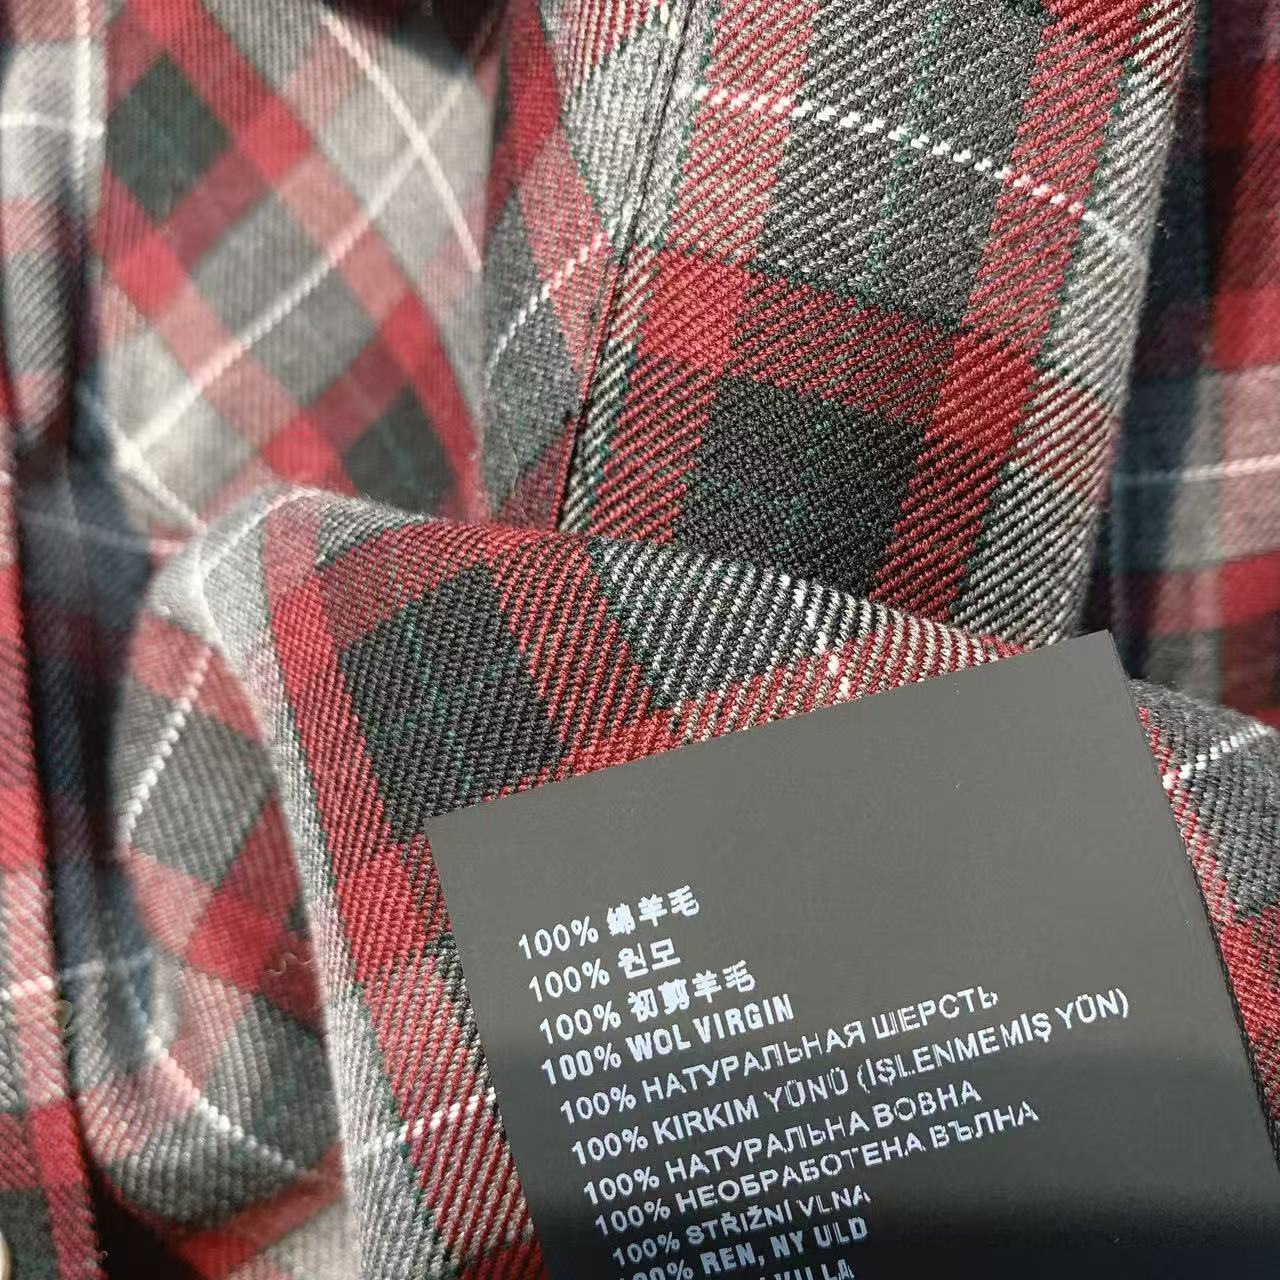 100% 绵羊毛
100% 원모
100% 初剪羊毛
100% WOL VIRGIN
100% НАТУРАЛЬНАЯ ШЕРСТЬ
100% KIRKIM YÜNÜ (İŞLENMEMİŞ YÜN)
100% НАТУРАЛЬНА ВОВНА
100% НЕОБРАБОТЕНА ВЪЛНА
100% STŘIŽNÍ VLNA
100% REN, NY ULD